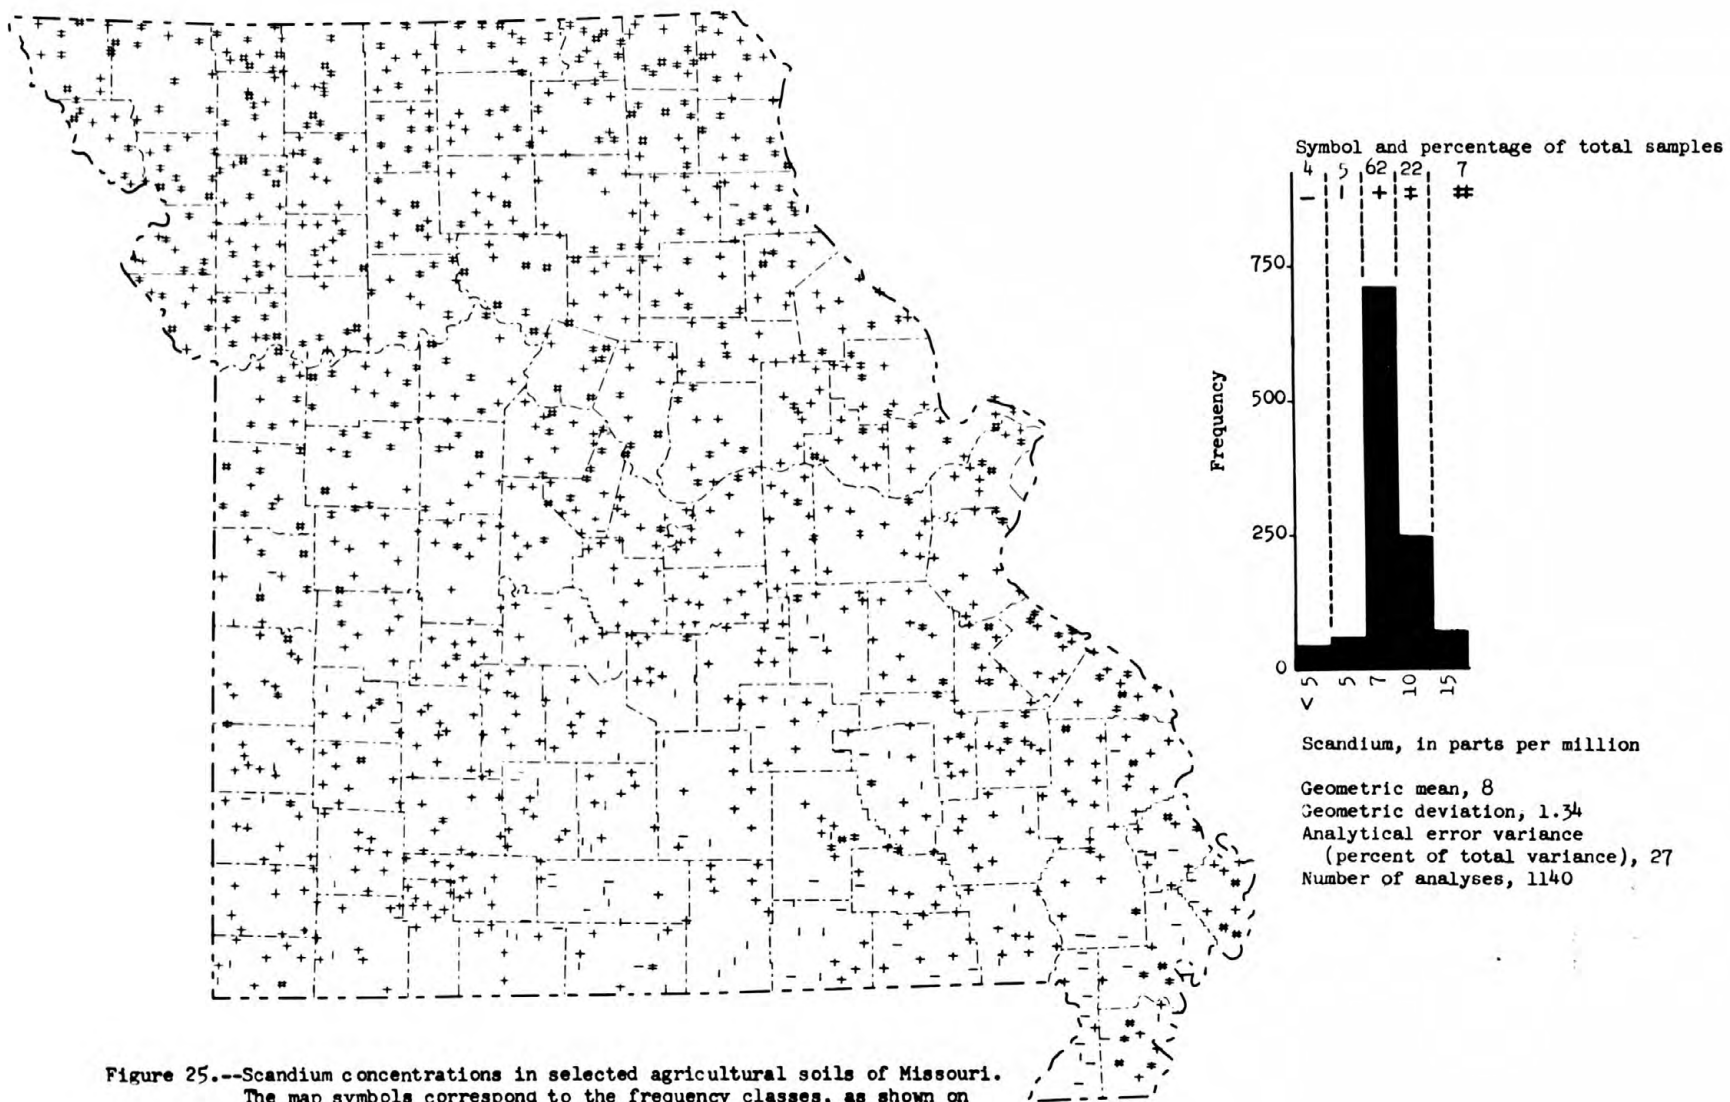 Symbol and percentage of total samples
4 5 62 22 7
− | + ‡ #
750
500
250
0
Frequency
< 5 5 7 10 15
Scandium, in parts per million
Geometric mean, 8
Geometric deviation, 1.34
Analytical error variance
(percent of total variance), 27
Number of analyses, 1140
Figure 25.--Scandium concentrations in selected agricultural soils of Missouri.
The map symbols correspond to the frequency classes, as shown on